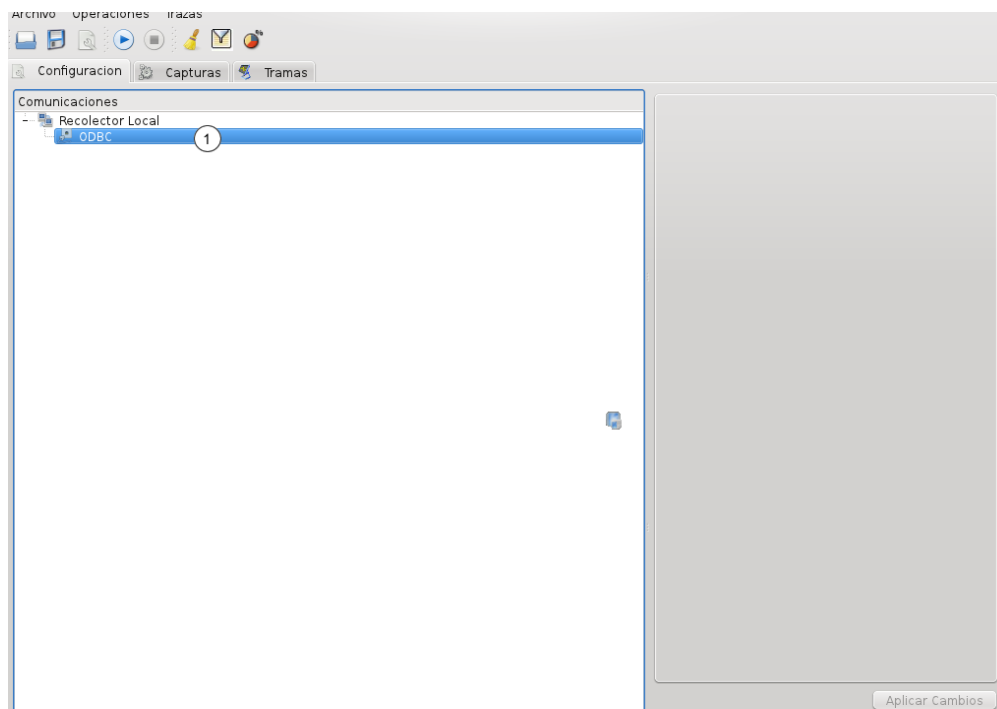 Archivo Operaciones Trazas
Configuracion Capturas Tramas
Comunicaciones
Recolector Local
ODBC 1
Aplicar Cambios